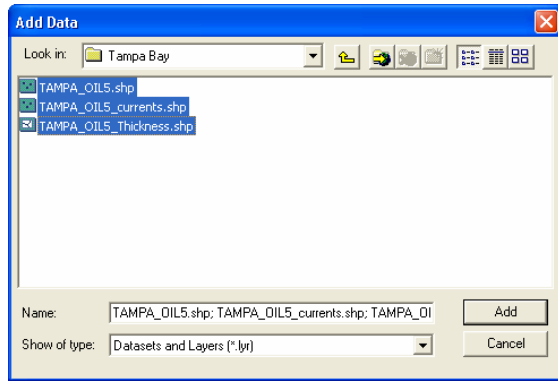 Add Data
Look in: Tampa Bay
TAMPA_OIL5.shp
TAMPA_OIL5_currents.shp
TAMPA_OIL5_Thickness.shp
Name: TAMPA_OIL5.shp; TAMPA_OIL5_currents.shp; TAMPA_OI Add
Show of type: Datasets and Layers (*.lyr) Cancel